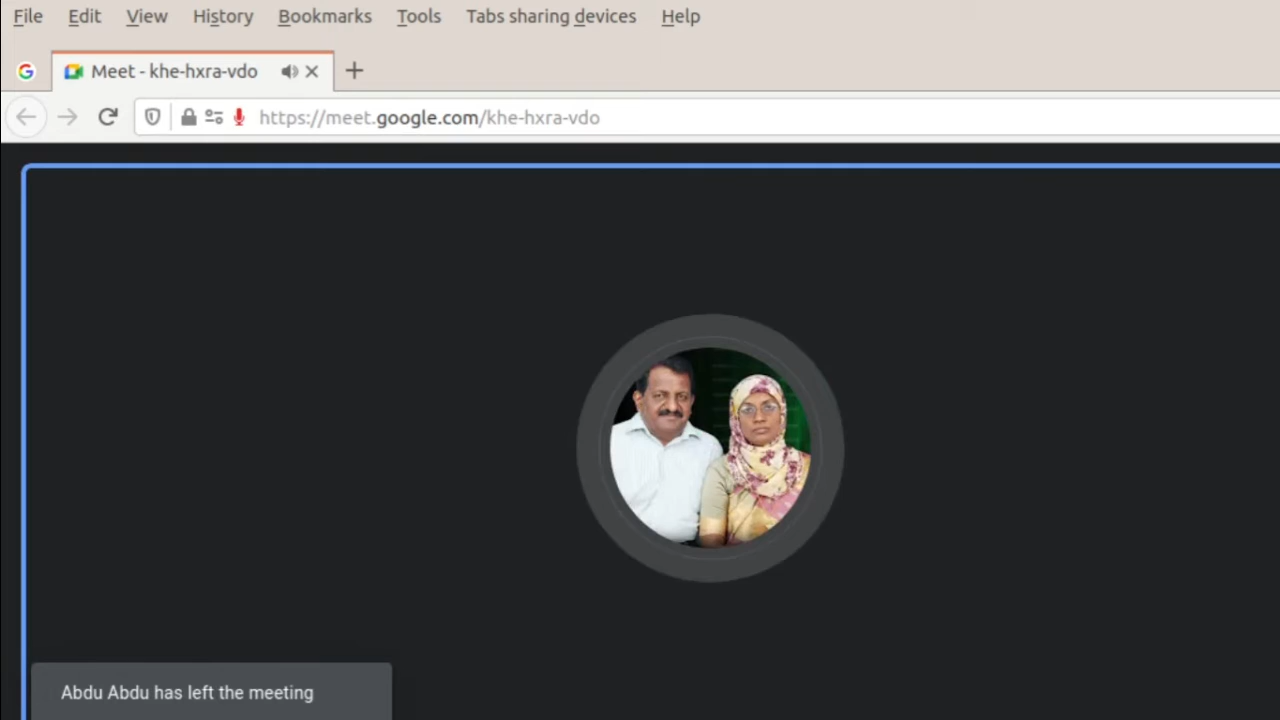 File Edit View History Bookmarks Tools Tabs sharing devices Help
Meet - khe-hxra-vdo
https://meet.google.com/khe-hxra-vdo
Abdu Abdu has left the meeting